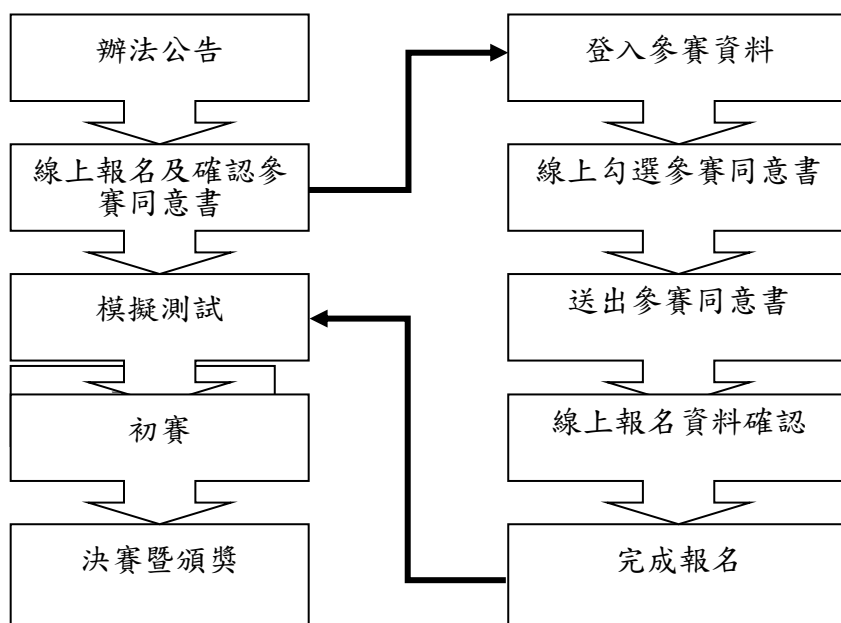 辦法公告
線上報名及確認參
賽同意書
模擬測試
初賽
決賽暨頒獎
登入參賽資料
線上勾選參賽同意書
送出參賽同意書
線上報名資料確認
完成報名